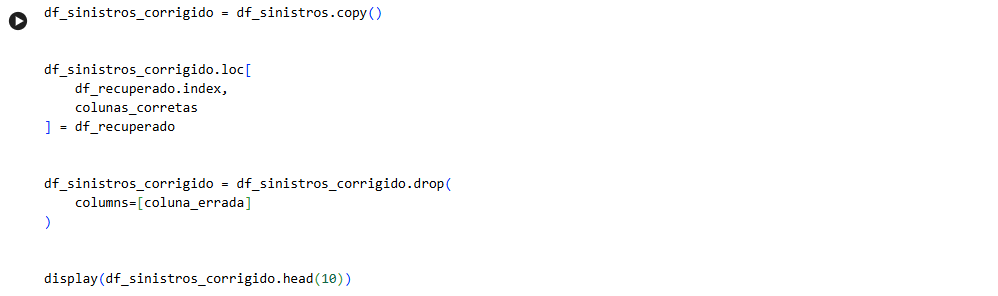 df_sinistros_corrigido = df_sinistros.copy()
df_sinistros_corrigido.loc[
    df_recuperado.index,
    colunas_corretas
] = df_recuperado
df_sinistros_corrigido = df_sinistros_corrigido.drop(
    columns=[coluna_errada]
)
display(df_sinistros_corrigido.head(10))